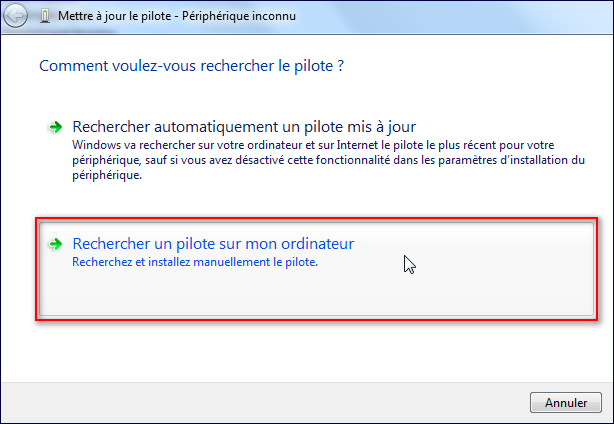 Mettre à jour le pilote - Périphérique inconnu
Comment voulez-vous rechercher le pilote ?
Rechercher automatiquement un pilote mis à jour
Windows va rechercher sur votre ordinateur et sur Internet le pilote le plus récent pour votre
périphérique, sauf si vous avez désactivé cette fonctionnalité dans les paramètres d'installation du
périphérique.
Rechercher un pilote sur mon ordinateur
Recherchez et installez manuellement le pilote.
Annuler